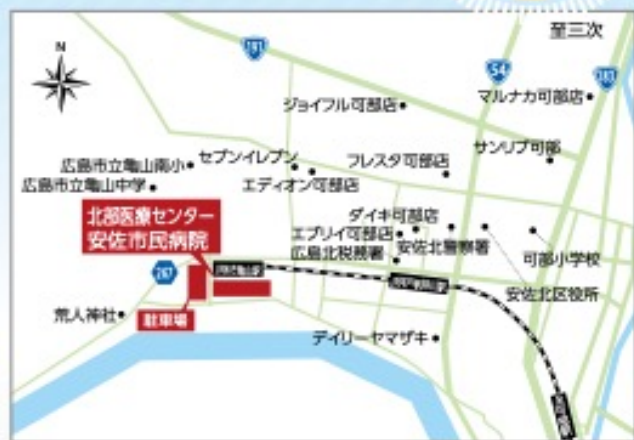 至三次
N
191
54
183
マルナカ可部店
ジョイフル可部店
サンリブ可部
セブンイレブン
フレスタ可部店
広島市立亀山南小
エディオン可部店
広島市立亀山中学
北部医療センター
安佐市民病院
ダイキ可部店
エブリイ可部店
広島北税務署
安佐北警察署
可部小学校
267
安佐北区役所
荒人神社
駐車場
デイリーヤマザキ